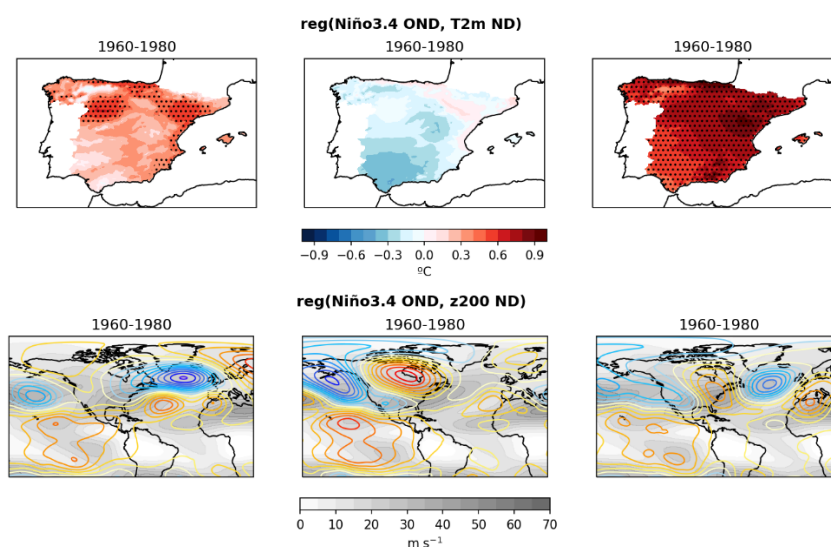 reg(Niño3.4 OND, T2m ND)
1960-1980 1960-1980 1960-1980
−0.9 −0.6 −0.3 0.0 0.3 0.6 0.9
ºC
reg(Niño3.4 OND, z200 ND)
1960-1980 1960-1980 1960-1980
0 10 20 30 40 50 60 70
m s⁻¹